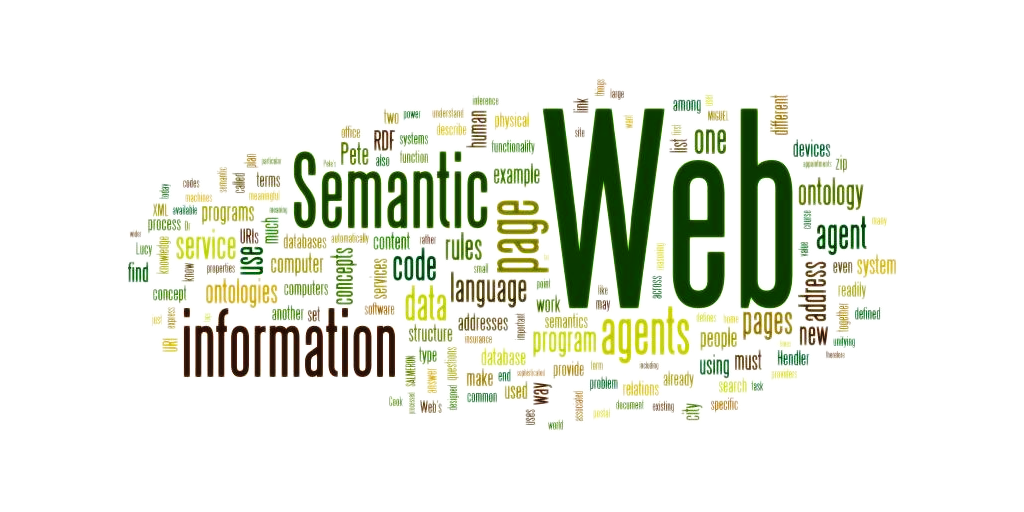 things
large
inference
link
among
different
two
power
understand
human
physical
want
MIGUEL
office
RDF
systems
describe
site
list
one
Pete
also
function
functionality
devices
plan
particular
Pete's
appointments
zip
semantic
called
terms
Semantic
example
Web
ontology
today
codes
machines
meaningful
XML
available
programs
meaning
page
course
many
process
much
agent
wider
Lucy
knowledge
service
URIs
databases
automatically
content
rather
rules
reasoning
value
find
know
properties
use
computer
concepts
services
code
small
even
system
concept
ontologies
computers
software
data
language
point
work
like
may
across
address
readily
just
express
another
set
structure
addresses
important
semantics
defines
home
pages
together
defined
URI
information
insurance
program
agents
people
new
unifying
type
questions
database
using
must
Hendler
therefore
SALMERON
answer
make
end
sophisticated
provide
form
including
already
providers
Cook
processed
Web's
designed
common
used
way
problem
relations
search
task
uses
associated
postal
document
existing
city
specific
world